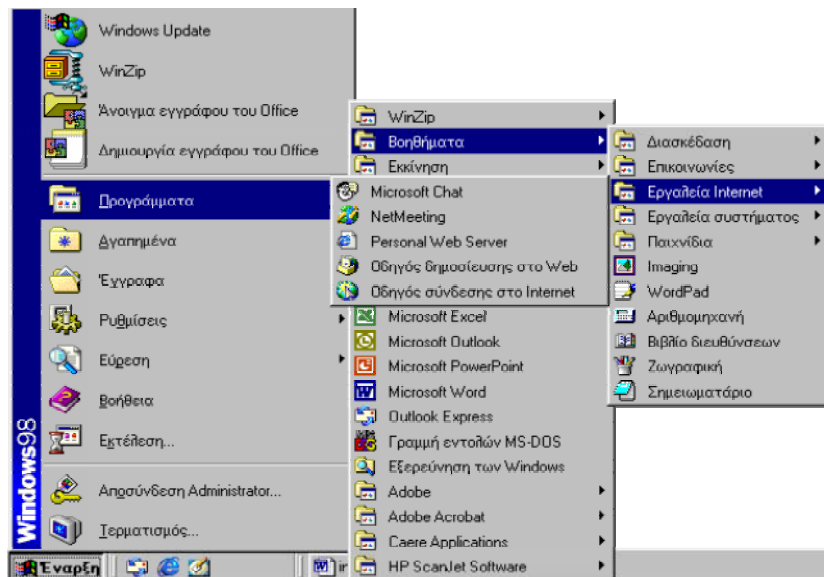 Windows Update
WinZip
Άνοιγμα εγγράφου του Office
Δημιουργία εγγράφου του Office
Προγράμματα
Αγαπημένα
Έγγραφα
Ρυθμίσεις
Εύρεση
Βοήθεια
Εκτέλεση...
Αποσύνδεση Administrator...
Τερματισμός...
Windows98
Έναρξη
WinZip
Βοηθήματα
Εκκίνηση
Microsoft Chat
NetMeeting
Personal Web Server
Οδηγός δημοσίευσης στο Web
Οδηγός σύνδεσης στο Internet
Microsoft Excel
Microsoft Outlook
Microsoft PowerPoint
Microsoft Word
Outlook Express
Γραμμή εντολών MS-DOS
Εξερεύνηση των Windows
Adobe
Adobe Acrobat
Caere Applications
HP ScanJet Software
Διασκέδαση
Επικοινωνίες
Εργαλεία Internet
Εργαλεία συστήματος
Παιχνίδια
Imaging
WordPad
Αριθμομηχανή
Βιβλίο διευθύνσεων
Ζωγραφική
Σημειωματάριο